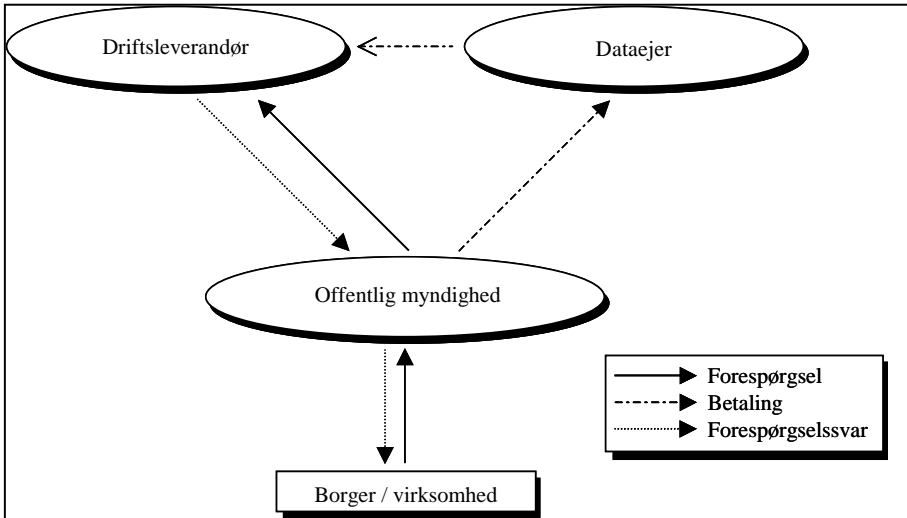 Driftsleverandør
Dataejer
Offentlig myndighed
Forespørgsel
Betaling
Forespørgselssvar
Borger / virksomhed